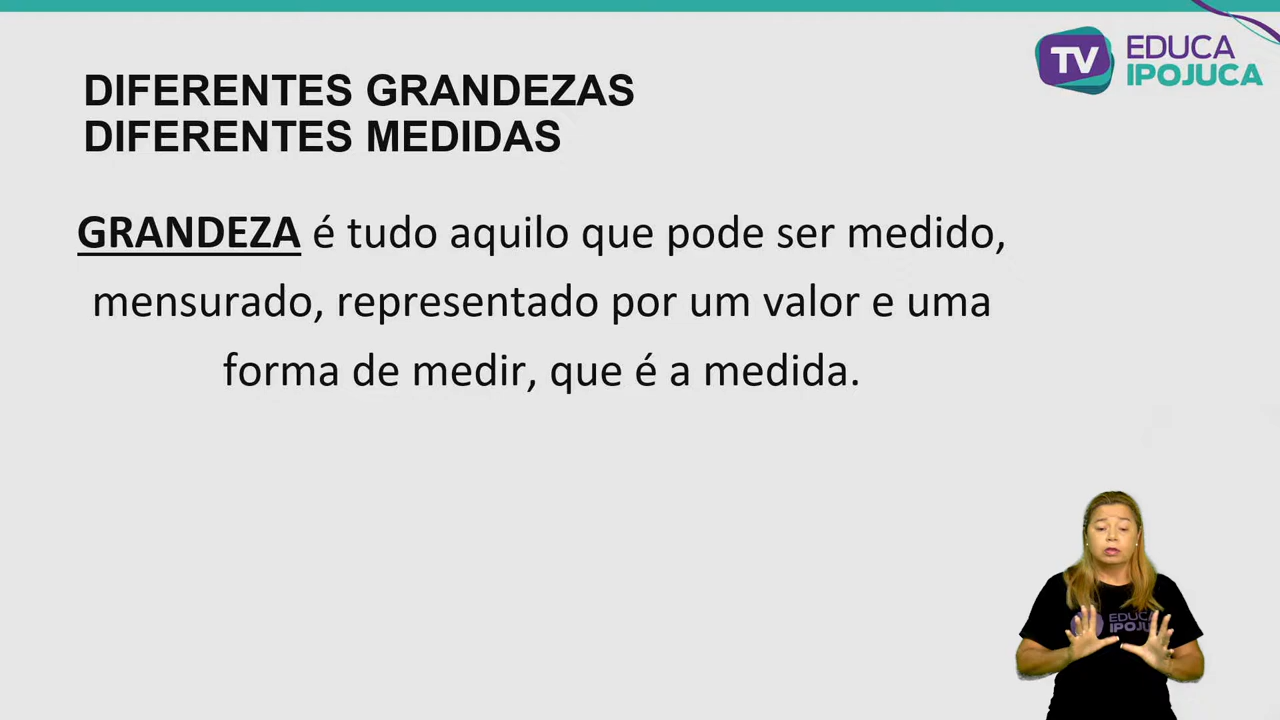 TV EDUCA
IPOJUCA
DIFERENTES GRANDEZAS
DIFERENTES MEDIDAS
GRANDEZA é tudo aquilo que pode ser medido,
mensurado, representado por um valor e uma
forma de medir, que é a medida.
EDUCA